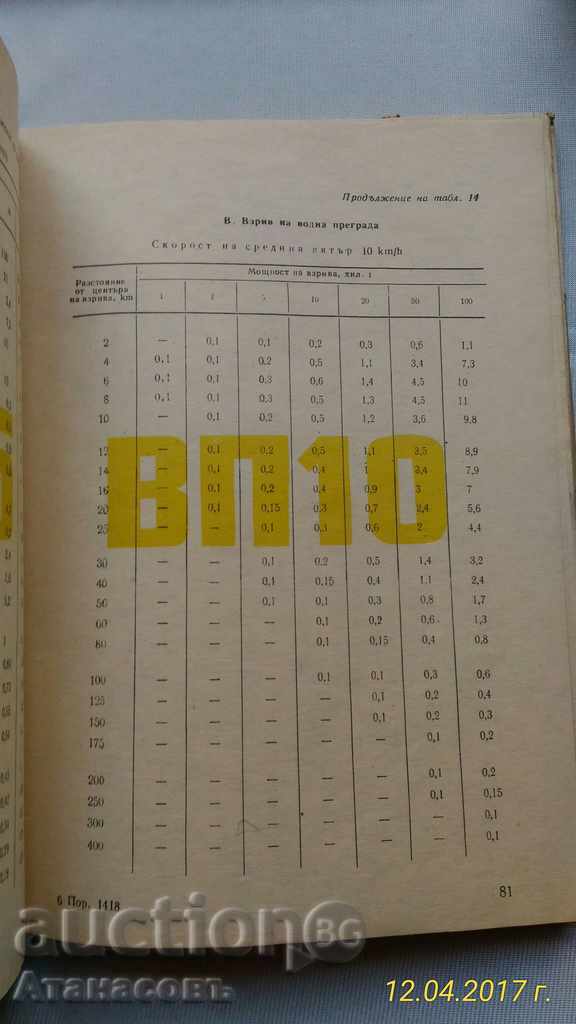 Продължение на табл. 14
В. Взрив на водна преграда
Скорост на средния вятър 10 km/h
Разстояние от центъра на взрива, km
Мощност на взрива, хил. t
1 2 5 10 20 50 100
2 — 0,1 0,1 0,2 0,3 0,6 1,1
4 0,1 0,1 0,2 0,5 1,1 3,4 7,3
6 0,1 0,1 0,3 0,6 1,4 4,5 10
8 0,1 0,1 0,3 0,5 1,3 4,5 11
10 — 0,1 0,2 0,5 1,2 3,6 9,8
ВП10
12 — 0,1 0,2 0,5 1,1 3,5 8,9
14 — 0,1 0,2 0,4 1 3,4 7,9
16 — 0,1 0,2 0,4 0,9 3 7
20 — 0,1 0,15 0,3 0,7 2,4 5,6
25 — — 0,1 0,3 0,6 2 4,4
30 — — 0,1 0,2 0,5 1,4 3,2
40 — — 0,1 0,15 0,4 1.1 2,4
50 — — 0,1 0,1 0,3 0,8 1,7
60 — — — 0,1 0,2 0,6 1,3
80 — — — 0,1 0,15 0,4 0,8
100 — — — 0,1 0,1 0,3 0,6
125 — — — — 0,1 0,2 0,4
150 — — — — 0,1 0,2 0,3
175 — — — — — 0,1 0,2
200 — — — — — 0,1 0,2
250 — — — — — 0,1 0,15
300 — — — — — — 0,1
400 — — — — — — 0,1
6 Пор. 1418
81
auction BG
Атанасовъ
12.04.2017 г.